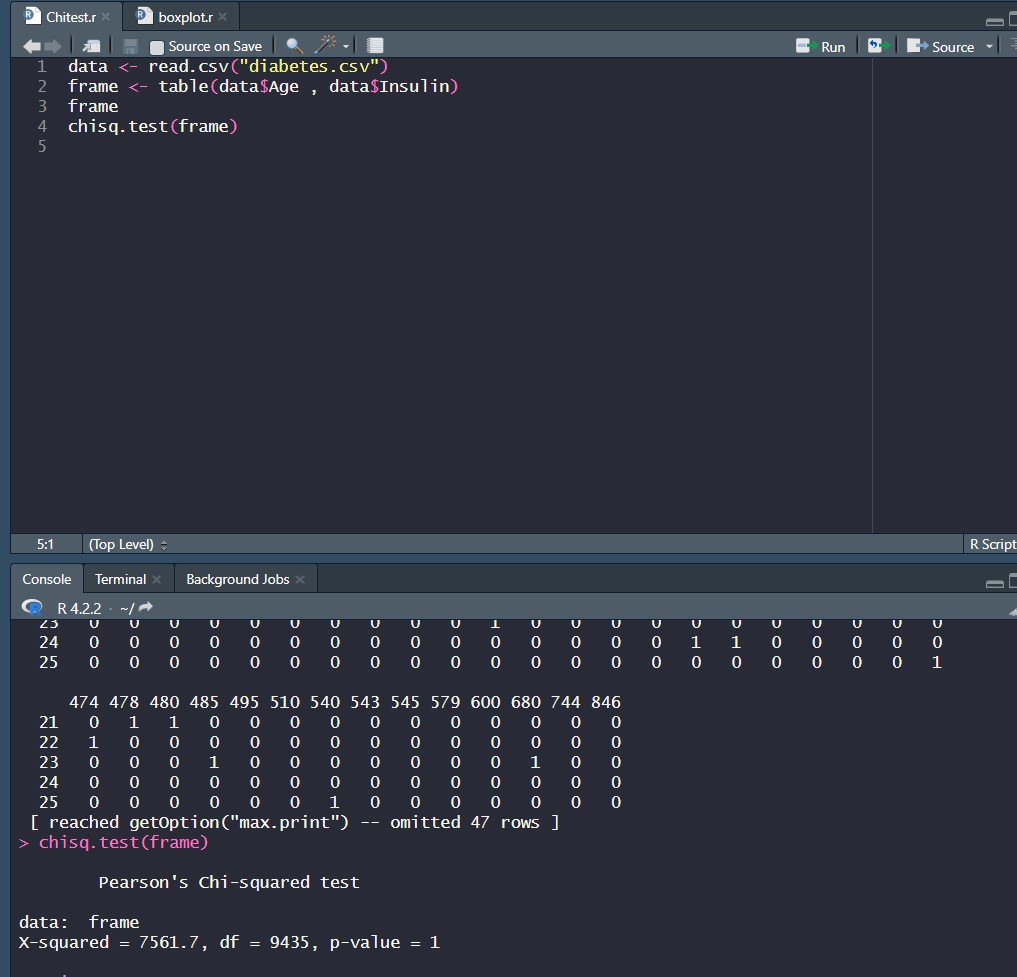 Chitest.r × boxplot.r ×
Source on Save Run Source
1 data <- read.csv("diabetes.csv")
2 frame <- table(data$Age , data$Insulin)
3 frame
4 chisq.test(frame)
5
5:1 (Top Level) R Script
Console Terminal × Background Jobs ×
R 4.2.2 · ~/
23 0 0 0 0 0 0 0 0 0 0 1 0 0 0 0 0 0 0 0 0 0 0
24 0 0 0 0 0 0 0 0 0 0 0 0 0 0 0 1 1 0 0 0 0 0
25 0 0 0 0 0 0 0 0 0 0 0 0 0 0 0 0 0 0 0 0 0 1
474 478 480 485 495 510 540 543 545 579 600 680 744 846
21 0 1 1 0 0 0 0 0 0 0 0 0 0 0
22 1 0 0 0 0 0 0 0 0 0 0 0 0 0
23 0 0 0 1 0 0 0 0 0 0 0 1 0 0
24 0 0 0 0 0 0 0 0 0 0 0 0 0 0
25 0 0 0 0 0 0 1 0 0 0 0 0 0 0
[ reached getOption("max.print") -- omitted 47 rows ]
> chisq.test(frame)
Pearson's Chi-squared test
data: frame
X-squared = 7561.7, df = 9435, p-value = 1